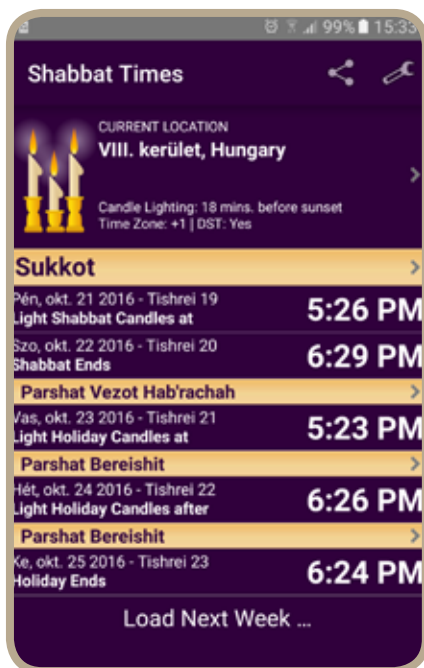 99% 15:33
Shabbat Times
CURRENT LOCATION
VIII. kerület, Hungary
Candle Lighting: 18 mins. before sunset
Time Zone: +1 | DST: Yes
Sukkot
Pén, okt. 21 2016 - Tishrei 19
Light Shabbat Candles at
5:26 PM
Szo, okt. 22 2016 - Tishrei 20
Shabbat Ends
6:29 PM
Parshat Vezot Hab'rachah
Vas, okt. 23 2016 - Tishrei 21
Light Holiday Candles at
5:23 PM
Parshat Bereishit
Hét, okt. 24 2016 - Tishrei 22
Light Holiday Candles after
6:26 PM
Parshat Bereishit
Ke, okt. 25 2016 - Tishrei 23
Holiday Ends
6:24 PM
Load Next Week ...